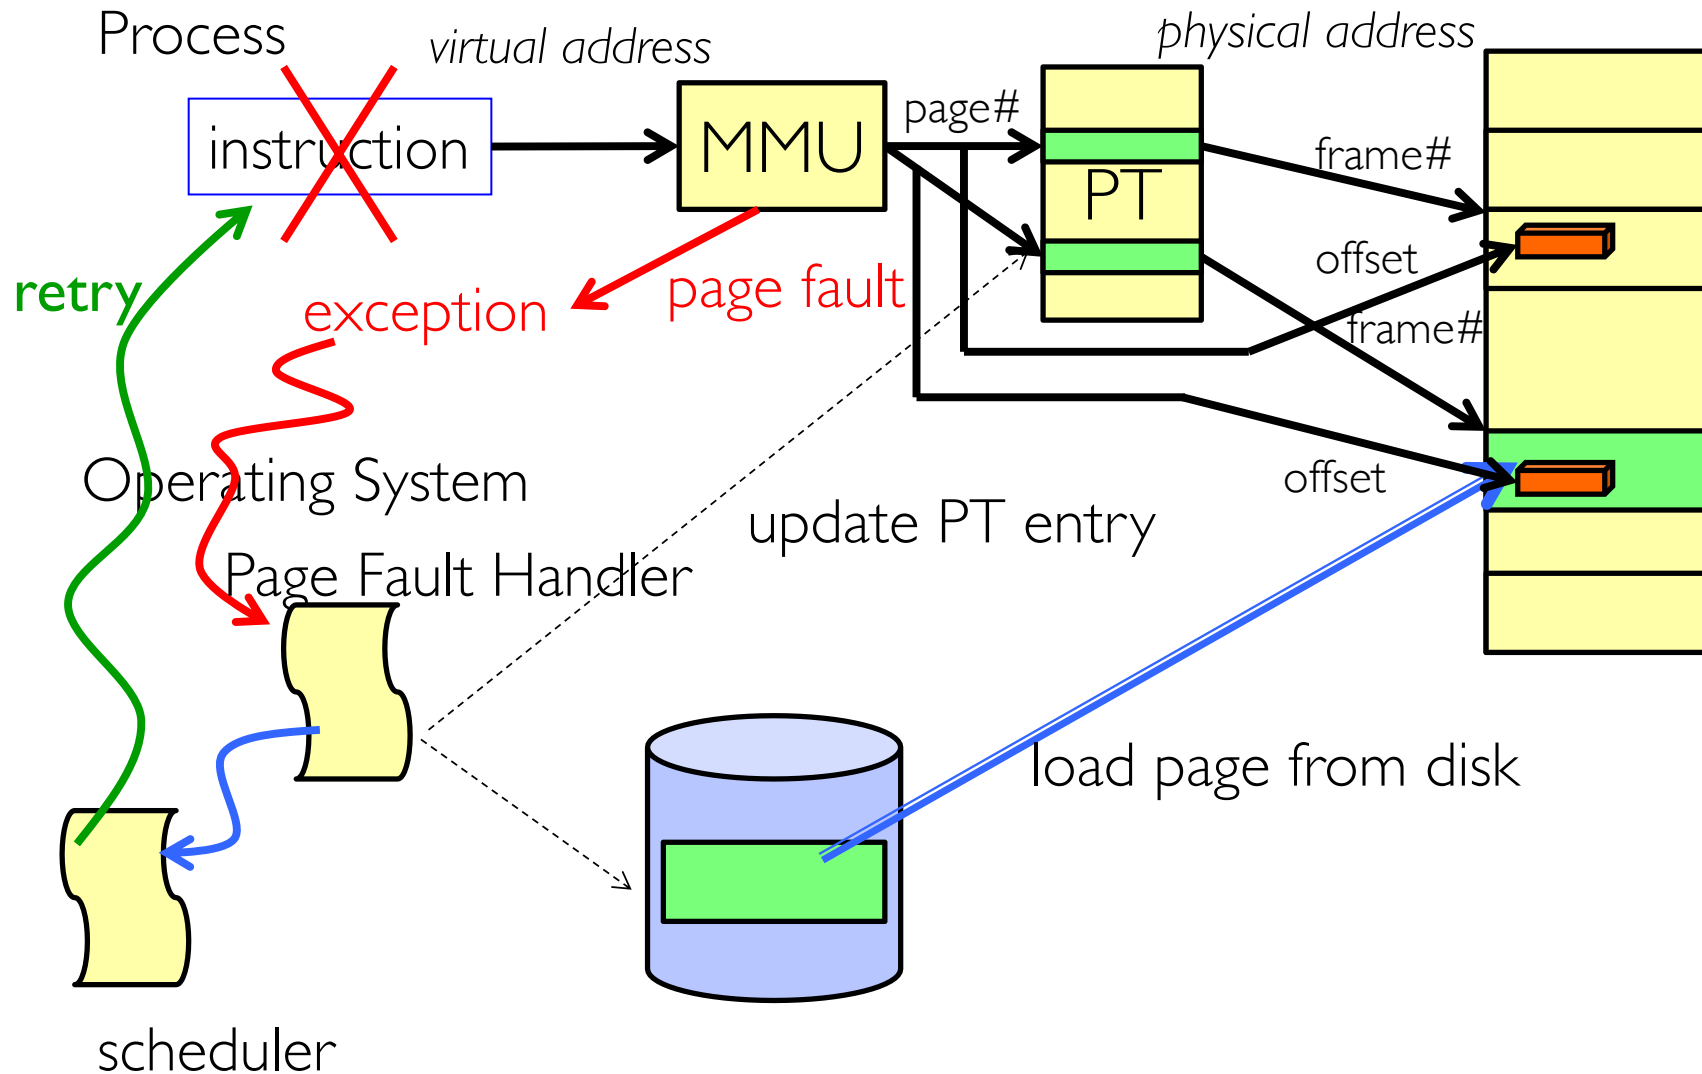 Process
virtual address
physical address
instruction
MMU
page#
PT
frame#
offset
retry
exception
page fault
frame#
Operating System
offset
update PT entry
Page Fault Handler
load page from disk
scheduler